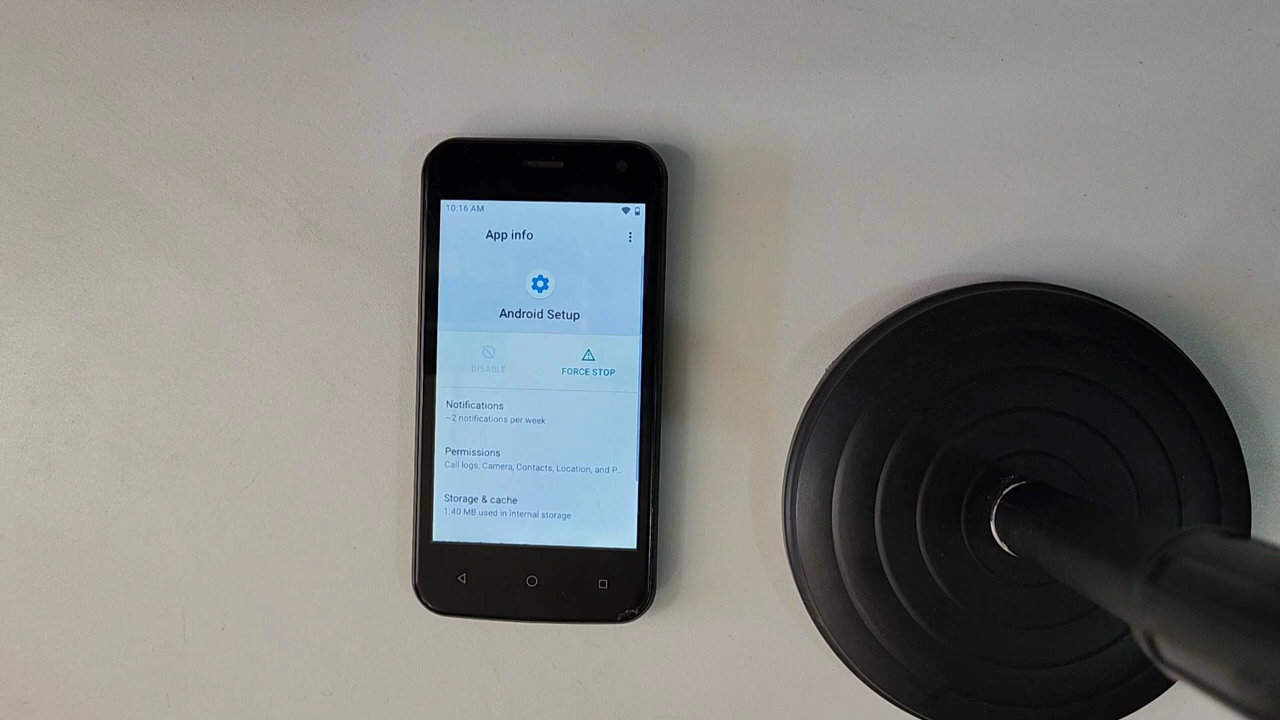 10:16 AM
App info
Android Setup
DISABLE
FORCE STOP
Notifications
~2 notifications per week
Permissions
Call logs, Camera, Contacts, Location, and P...
Storage & cache
1.40 MB used in internal storage